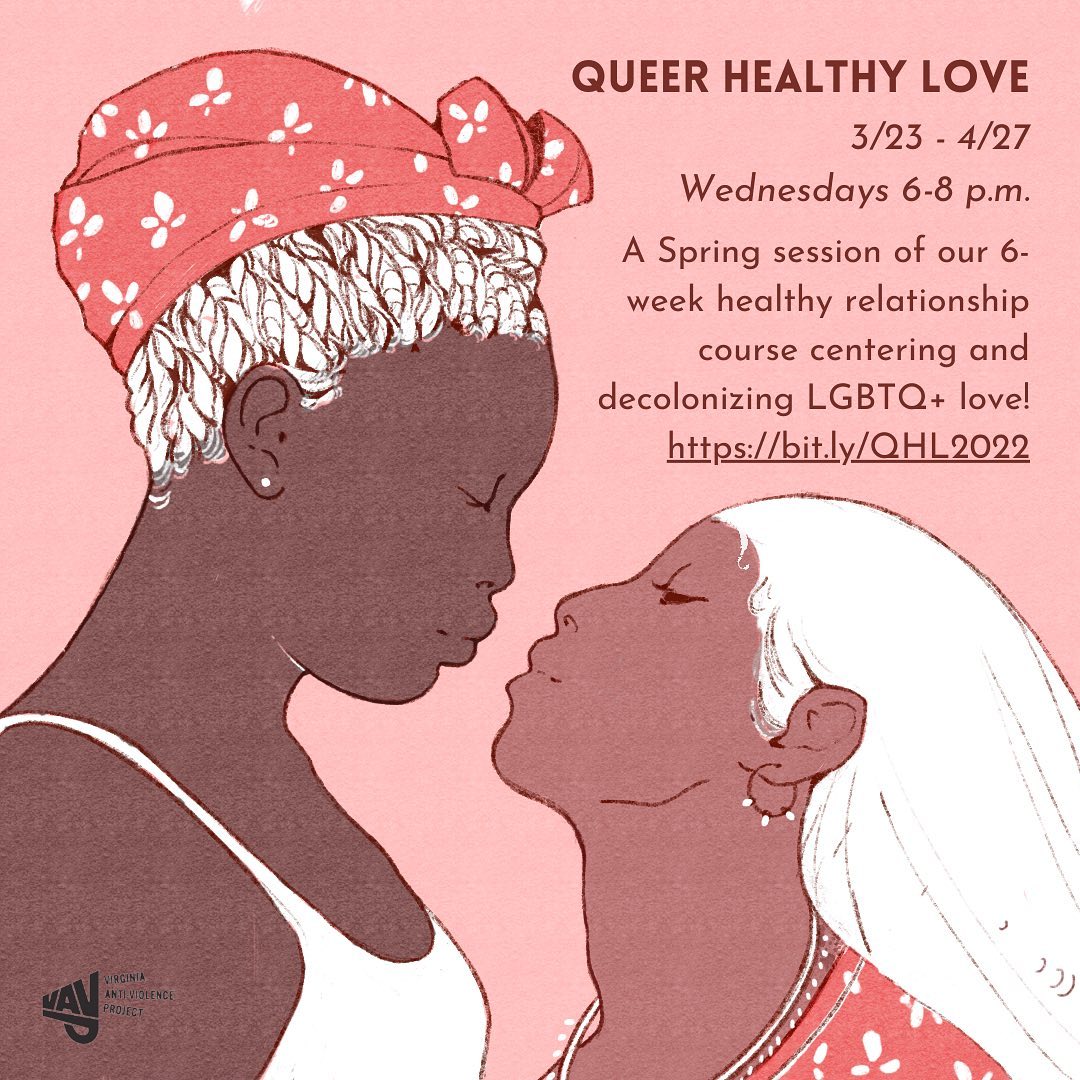 QUEER HEALTHY LOVE
3/23 - 4/27
Wednesdays 6-8 p.m.
A Spring session of our 6-
week healthy relationship
course centering and
decolonizing LGBTQ+ love!
https://bit.ly/QHL2022
VAV
VIRGINIA
ANTI-VIOLENCE
PROJECT